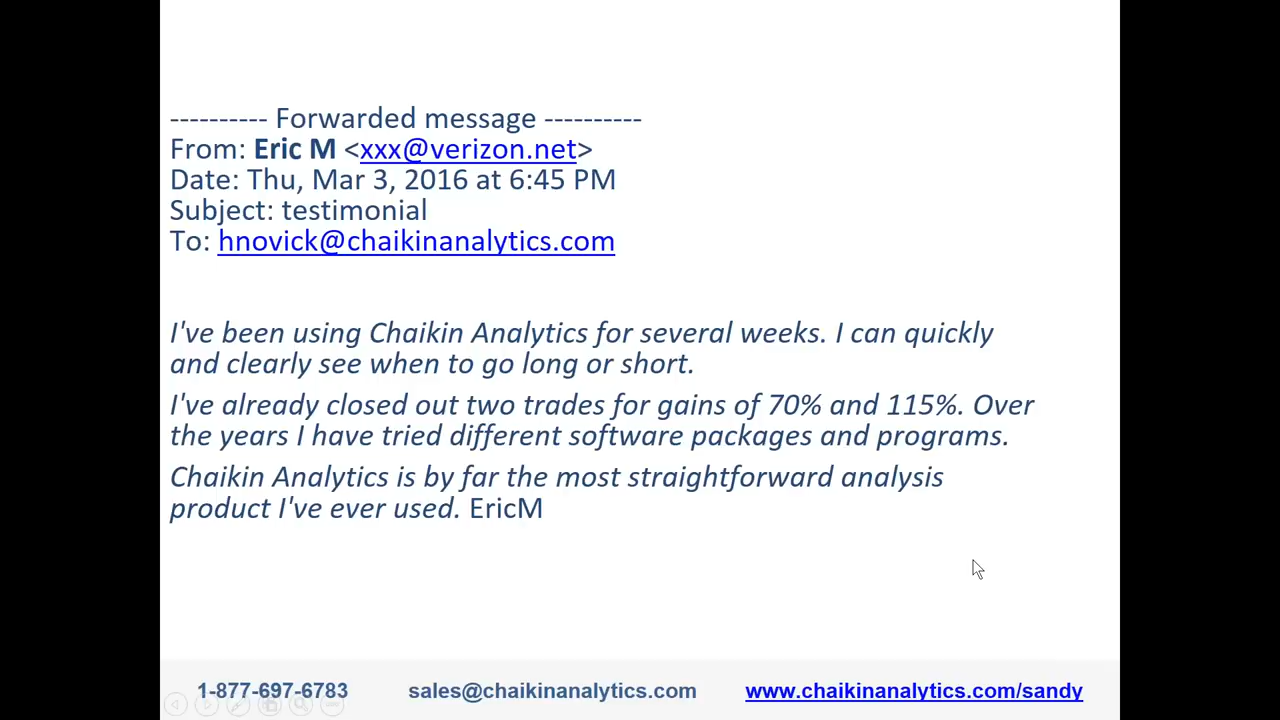 ---------- Forwarded message ----------
From: Eric M <xxx@verizon.net>
Date: Thu, Mar 3, 2016 at 6:45 PM
Subject: testimonial
To: hnovick@chaikinanalytics.com
I've been using Chaikin Analytics for several weeks. I can quickly
and clearly see when to go long or short.
I've already closed out two trades for gains of 70% and 115%. Over
the years I have tried different software packages and programs.
Chaikin Analytics is by far the most straightforward analysis
product I've ever used. EricM
1-877-697-6783 sales@chaikinanalytics.com www.chaikinanalytics.com/sandy